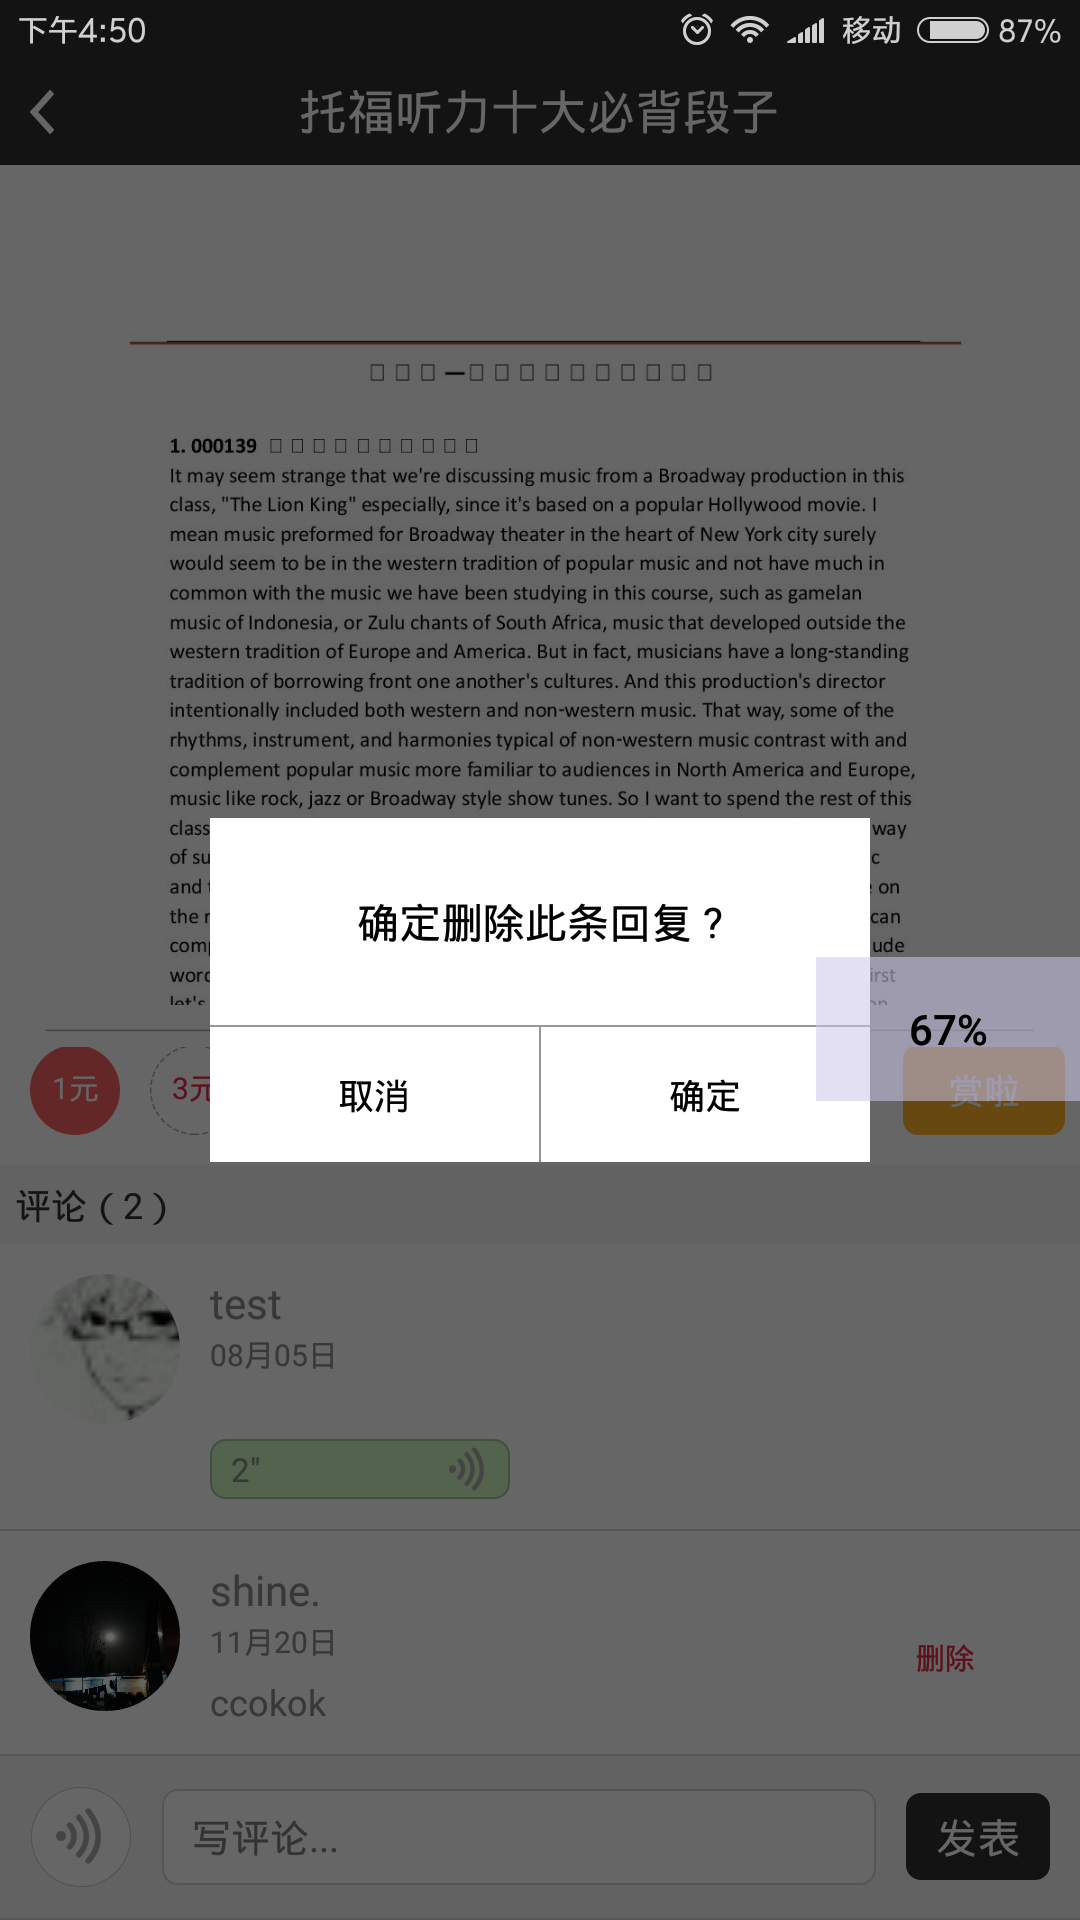 下午4:50
移动 87%
托福听力十大必背段子
1. 000139
It may seem strange that we're discussing music from a Broadway production in this
class, "The Lion King" especially, since it's based on a popular Hollywood movie. I
mean music preformed for Broadway theater in the heart of New York city surely
would seem to be in the western tradition of popular music and not have much in
common with the music we have been studying in this course, such as gamelan
music of Indonesia, or Zulu chants of South Africa, music that developed outside the
western tradition of Europe and America. But in fact, musicians have a long-standing
tradition of borrowing front one another's cultures. And this production's director
intentionally included both western and non-western music. That way, some of the
rhythms, instrument, and harmonies typical of non-western music contrast with and
complement popular music more familiar to audiences in North America and Europe,
music like rock, jazz or Broadway style show tunes. So I want to spend the rest of this
class way
of
and on
the can
let's
确定删除此条回复？
取消
确定
67%
1元
3元
赏啦
评论（2）
test
08月05日
2"
shine.
11月20日
删除
ccokok
写评论...
发表